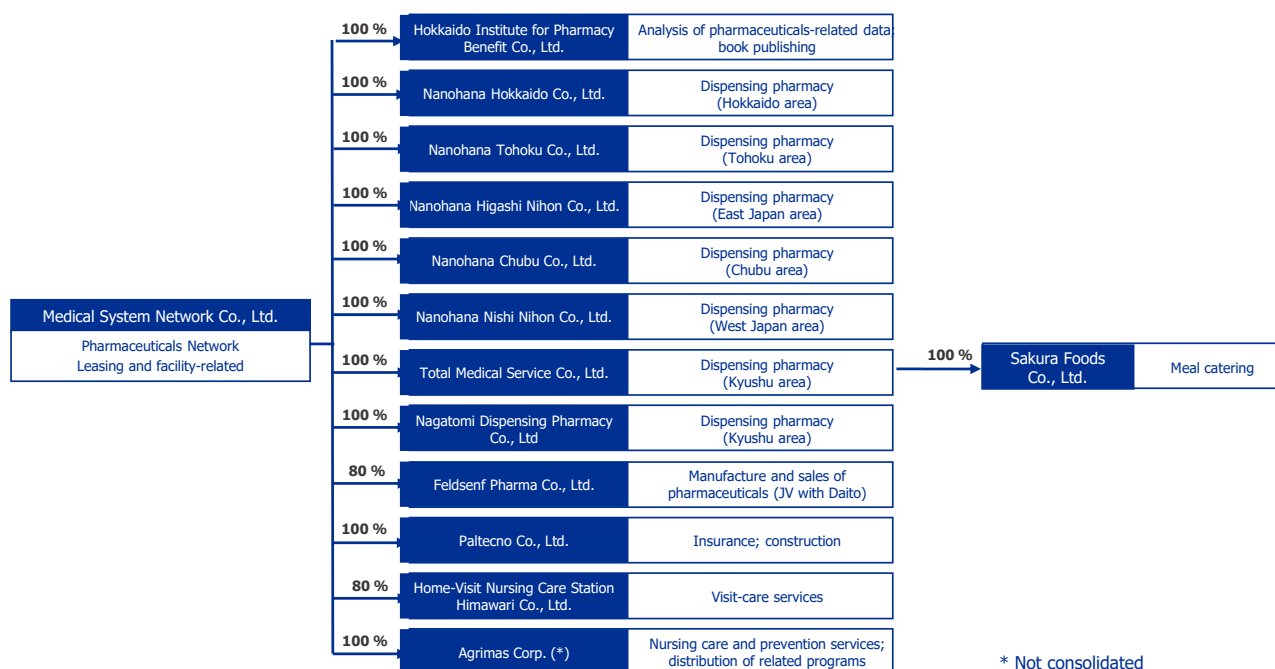 100 %
Hokkaido Institute for Pharmacy
Benefit Co., Ltd.
Analysis of pharmaceuticals-related data;
book publishing
100 %
Nanohana Hokkaido Co., Ltd.
Dispensing pharmacy
(Hokkaido area)
100 %
Nanohana Tohoku Co., Ltd.
Dispensing pharmacy
(Tohoku area)
100 %
Nanohana Higashi Nihon Co., Ltd.
Dispensing pharmacy
(East Japan area)
100 %
Nanohana Chubu Co., Ltd.
Dispensing pharmacy
(Chubu area)
Medical System Network Co., Ltd.
Pharmaceuticals Network
Leasing and facility-related
100 %
Nanohana Nishi Nihon Co., Ltd.
Dispensing pharmacy
(West Japan area)
100 %
Total Medical Service Co., Ltd.
Dispensing pharmacy
(Kyushu area)
100 %
Sakura Foods
Co., Ltd.
Meal catering
100 %
Nagatomi Dispensing Pharmacy
Co., Ltd
Dispensing pharmacy
(Kyushu area)
80 %
Feldsenf Pharma Co., Ltd.
Manufacture and sales of
pharmaceuticals (JV with Daito)
100 %
Paltecno Co., Ltd.
Insurance; construction
80 %
Home-Visit Nursing Care Station
Himawari Co., Ltd.
Visit-care services
100 %
Agrimas Corp. (*)
Nursing care and prevention services;
distribution of related programs
* Not consolidated